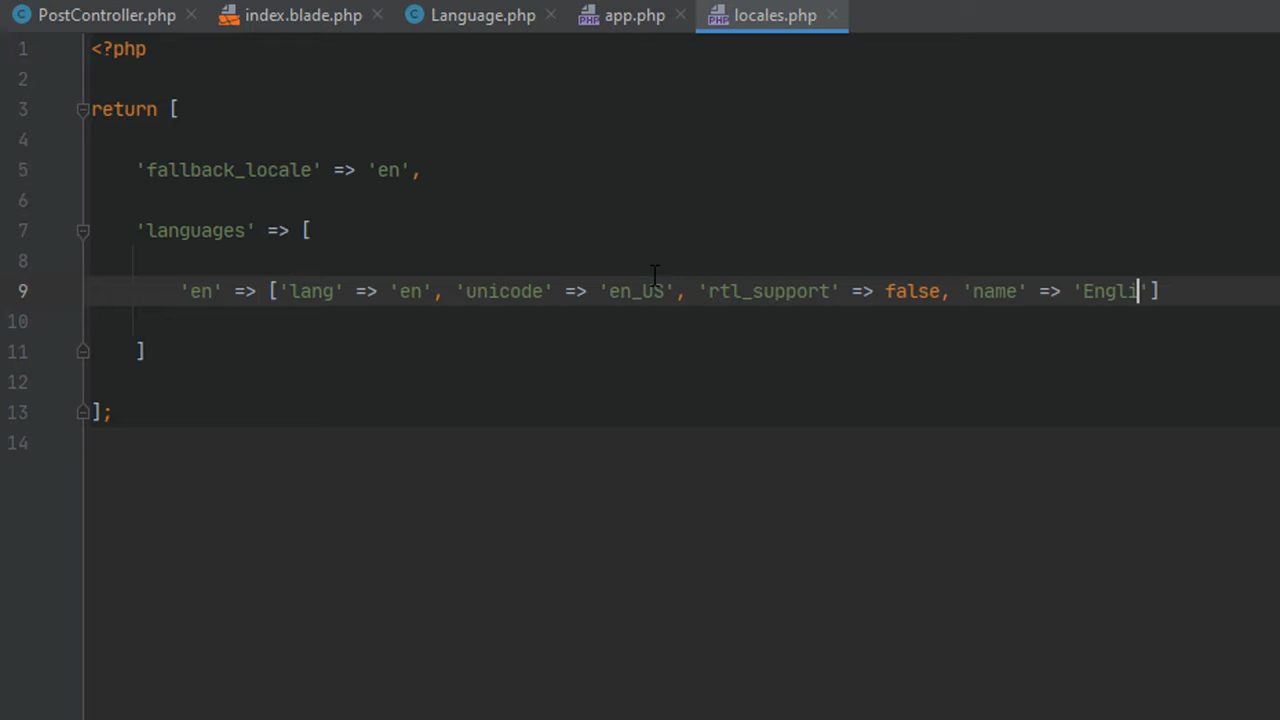 PostController.php index.blade.php Language.php app.php locales.php
1 <?php
2
3 return [
4
5 'fallback_locale' => 'en',
6
7 'languages' => [
8
9 'en' => ['lang' => 'en', 'unicode' => 'en_US', 'rtl_support' => false, 'name' => 'Engli']
10
11 ]
12
13 ];
14